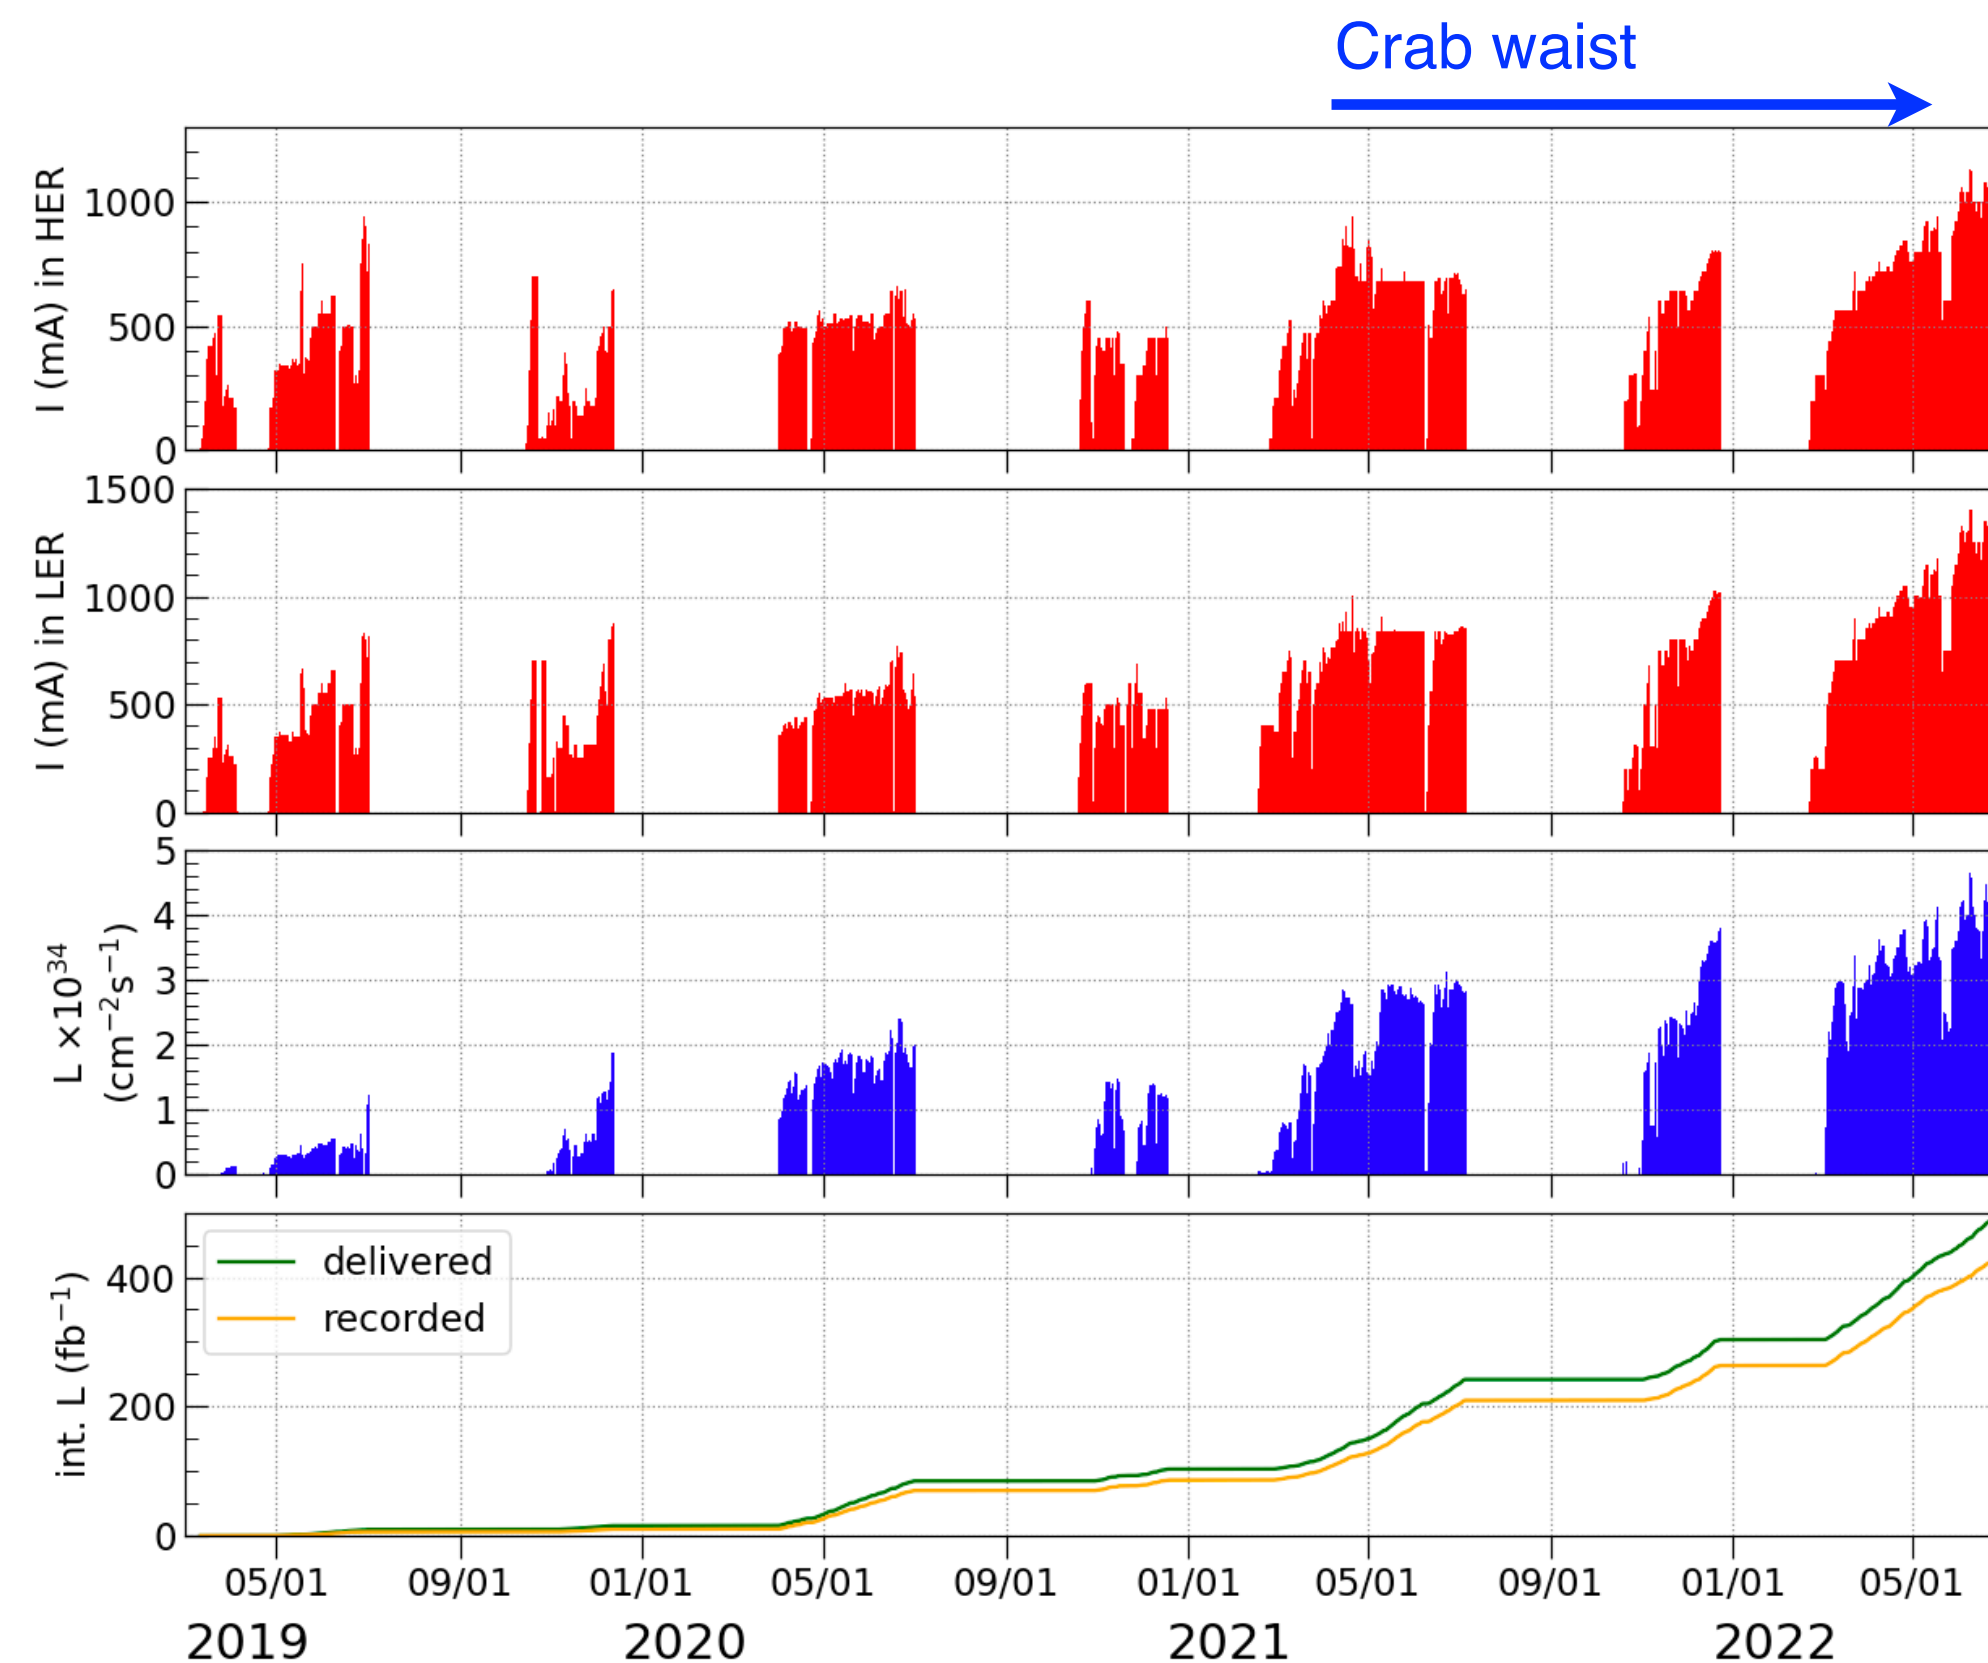 Crab waist
I (mA) in HER
1000
500
0
I (mA) in LER
1500
1000
500
0
L ×10³⁴
(cm⁻²s⁻¹)
5
4
3
2
1
0
int. L (fb⁻¹)
400
200
0
delivered
recorded
05/01 09/01 01/01 05/01 09/01 01/01 05/01 09/01 01/01 05/01
2019 2020 2021 2022